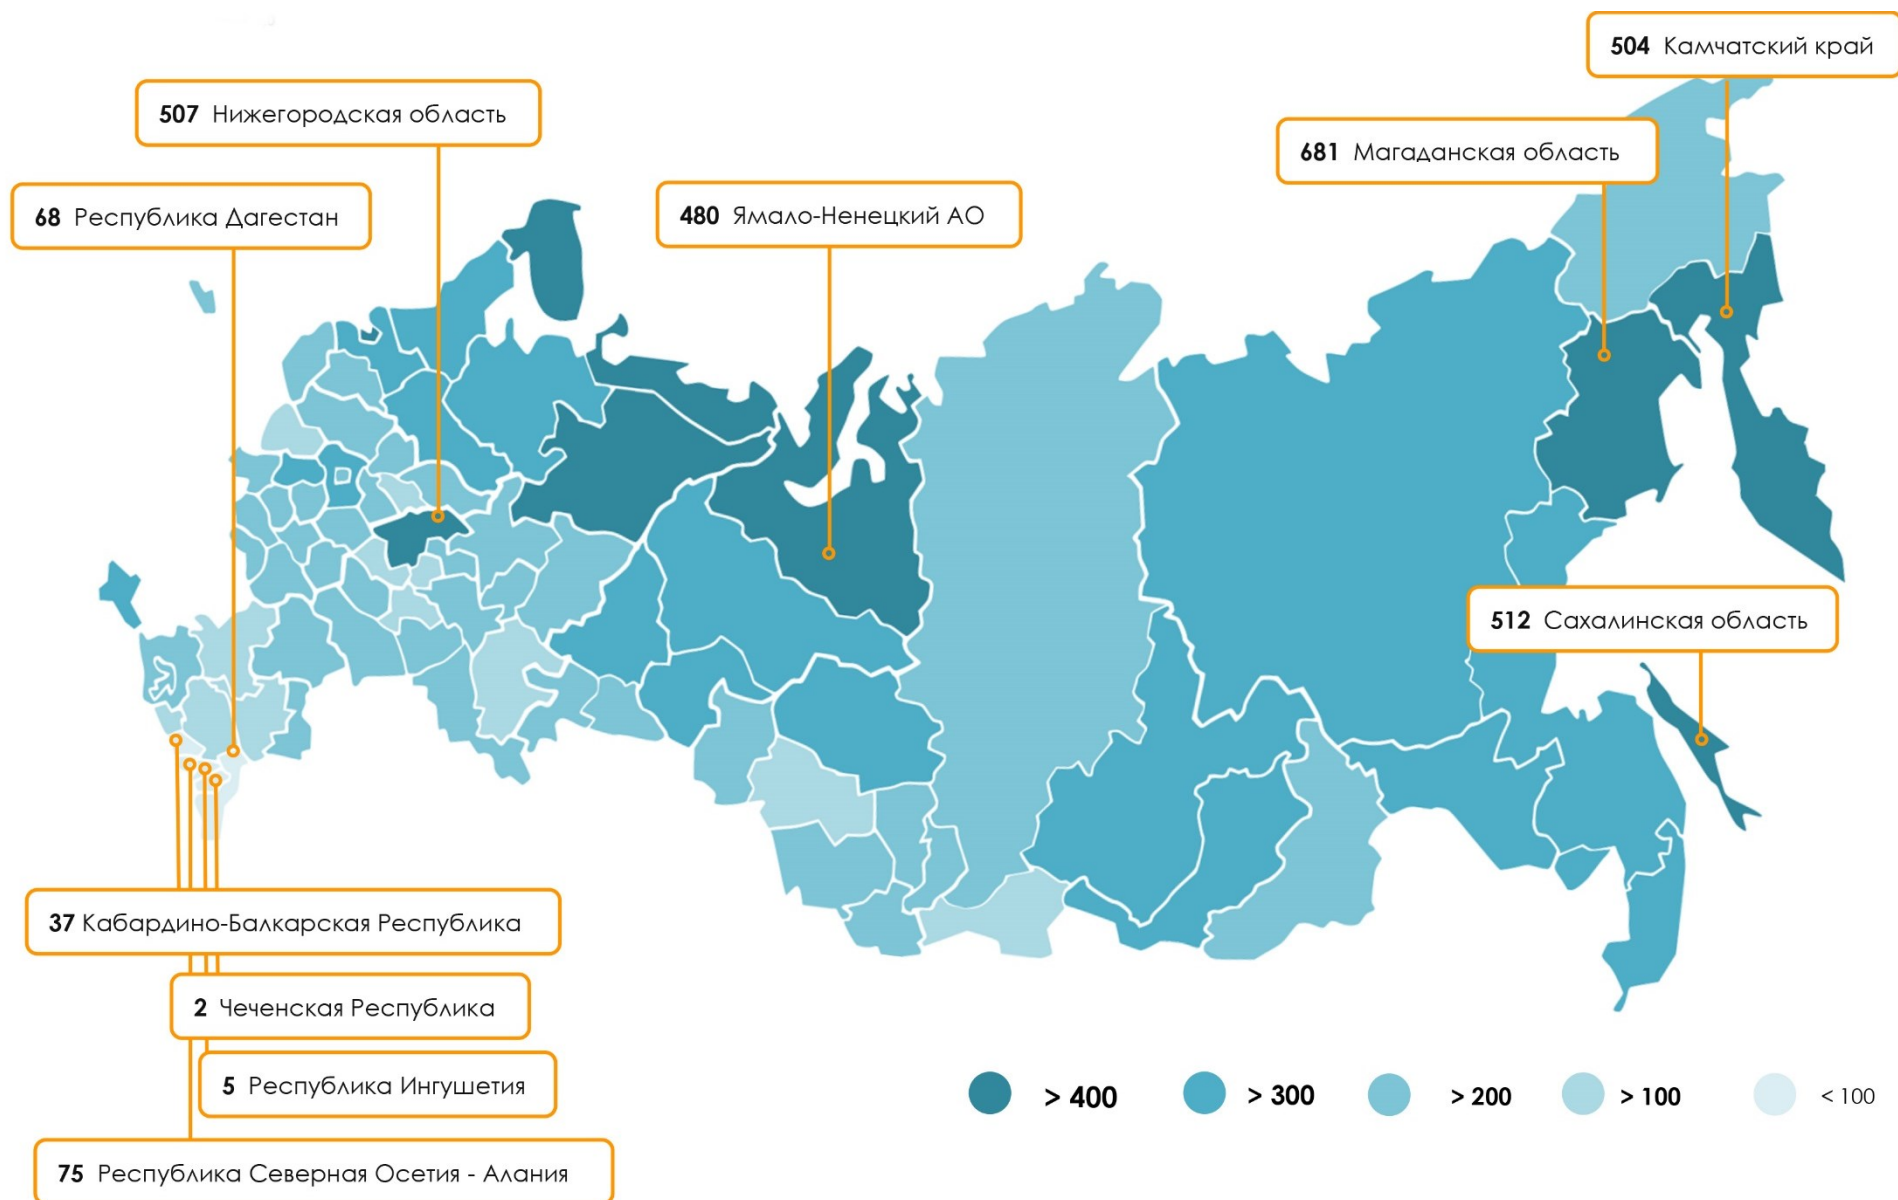 504 Камчатский край
507 Нижегородская область
681 Магаданская область
68 Республика Дагестан
480 Ямало-Ненецкий АО
512 Сахалинская область
37 Кабардино-Балкарская Республика
2 Чеченская Республика
5 Республика Ингушетия
75 Республика Северная Осетия - Алания
> 400 > 300 > 200 > 100 < 100